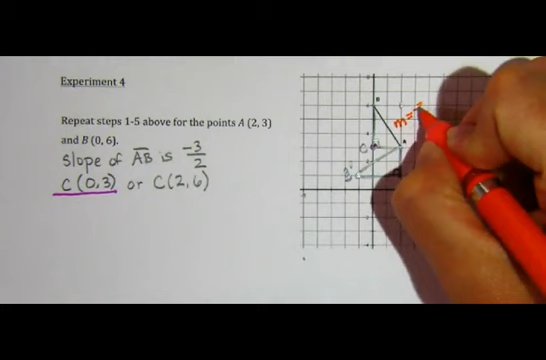 Experiment 4
Repeat steps 1-5 above for the points A (2, 3)
and B (0, 6).
Slope of AB is -3/2
C(0,3) or C(2,6)
B
m=
C
A
B'